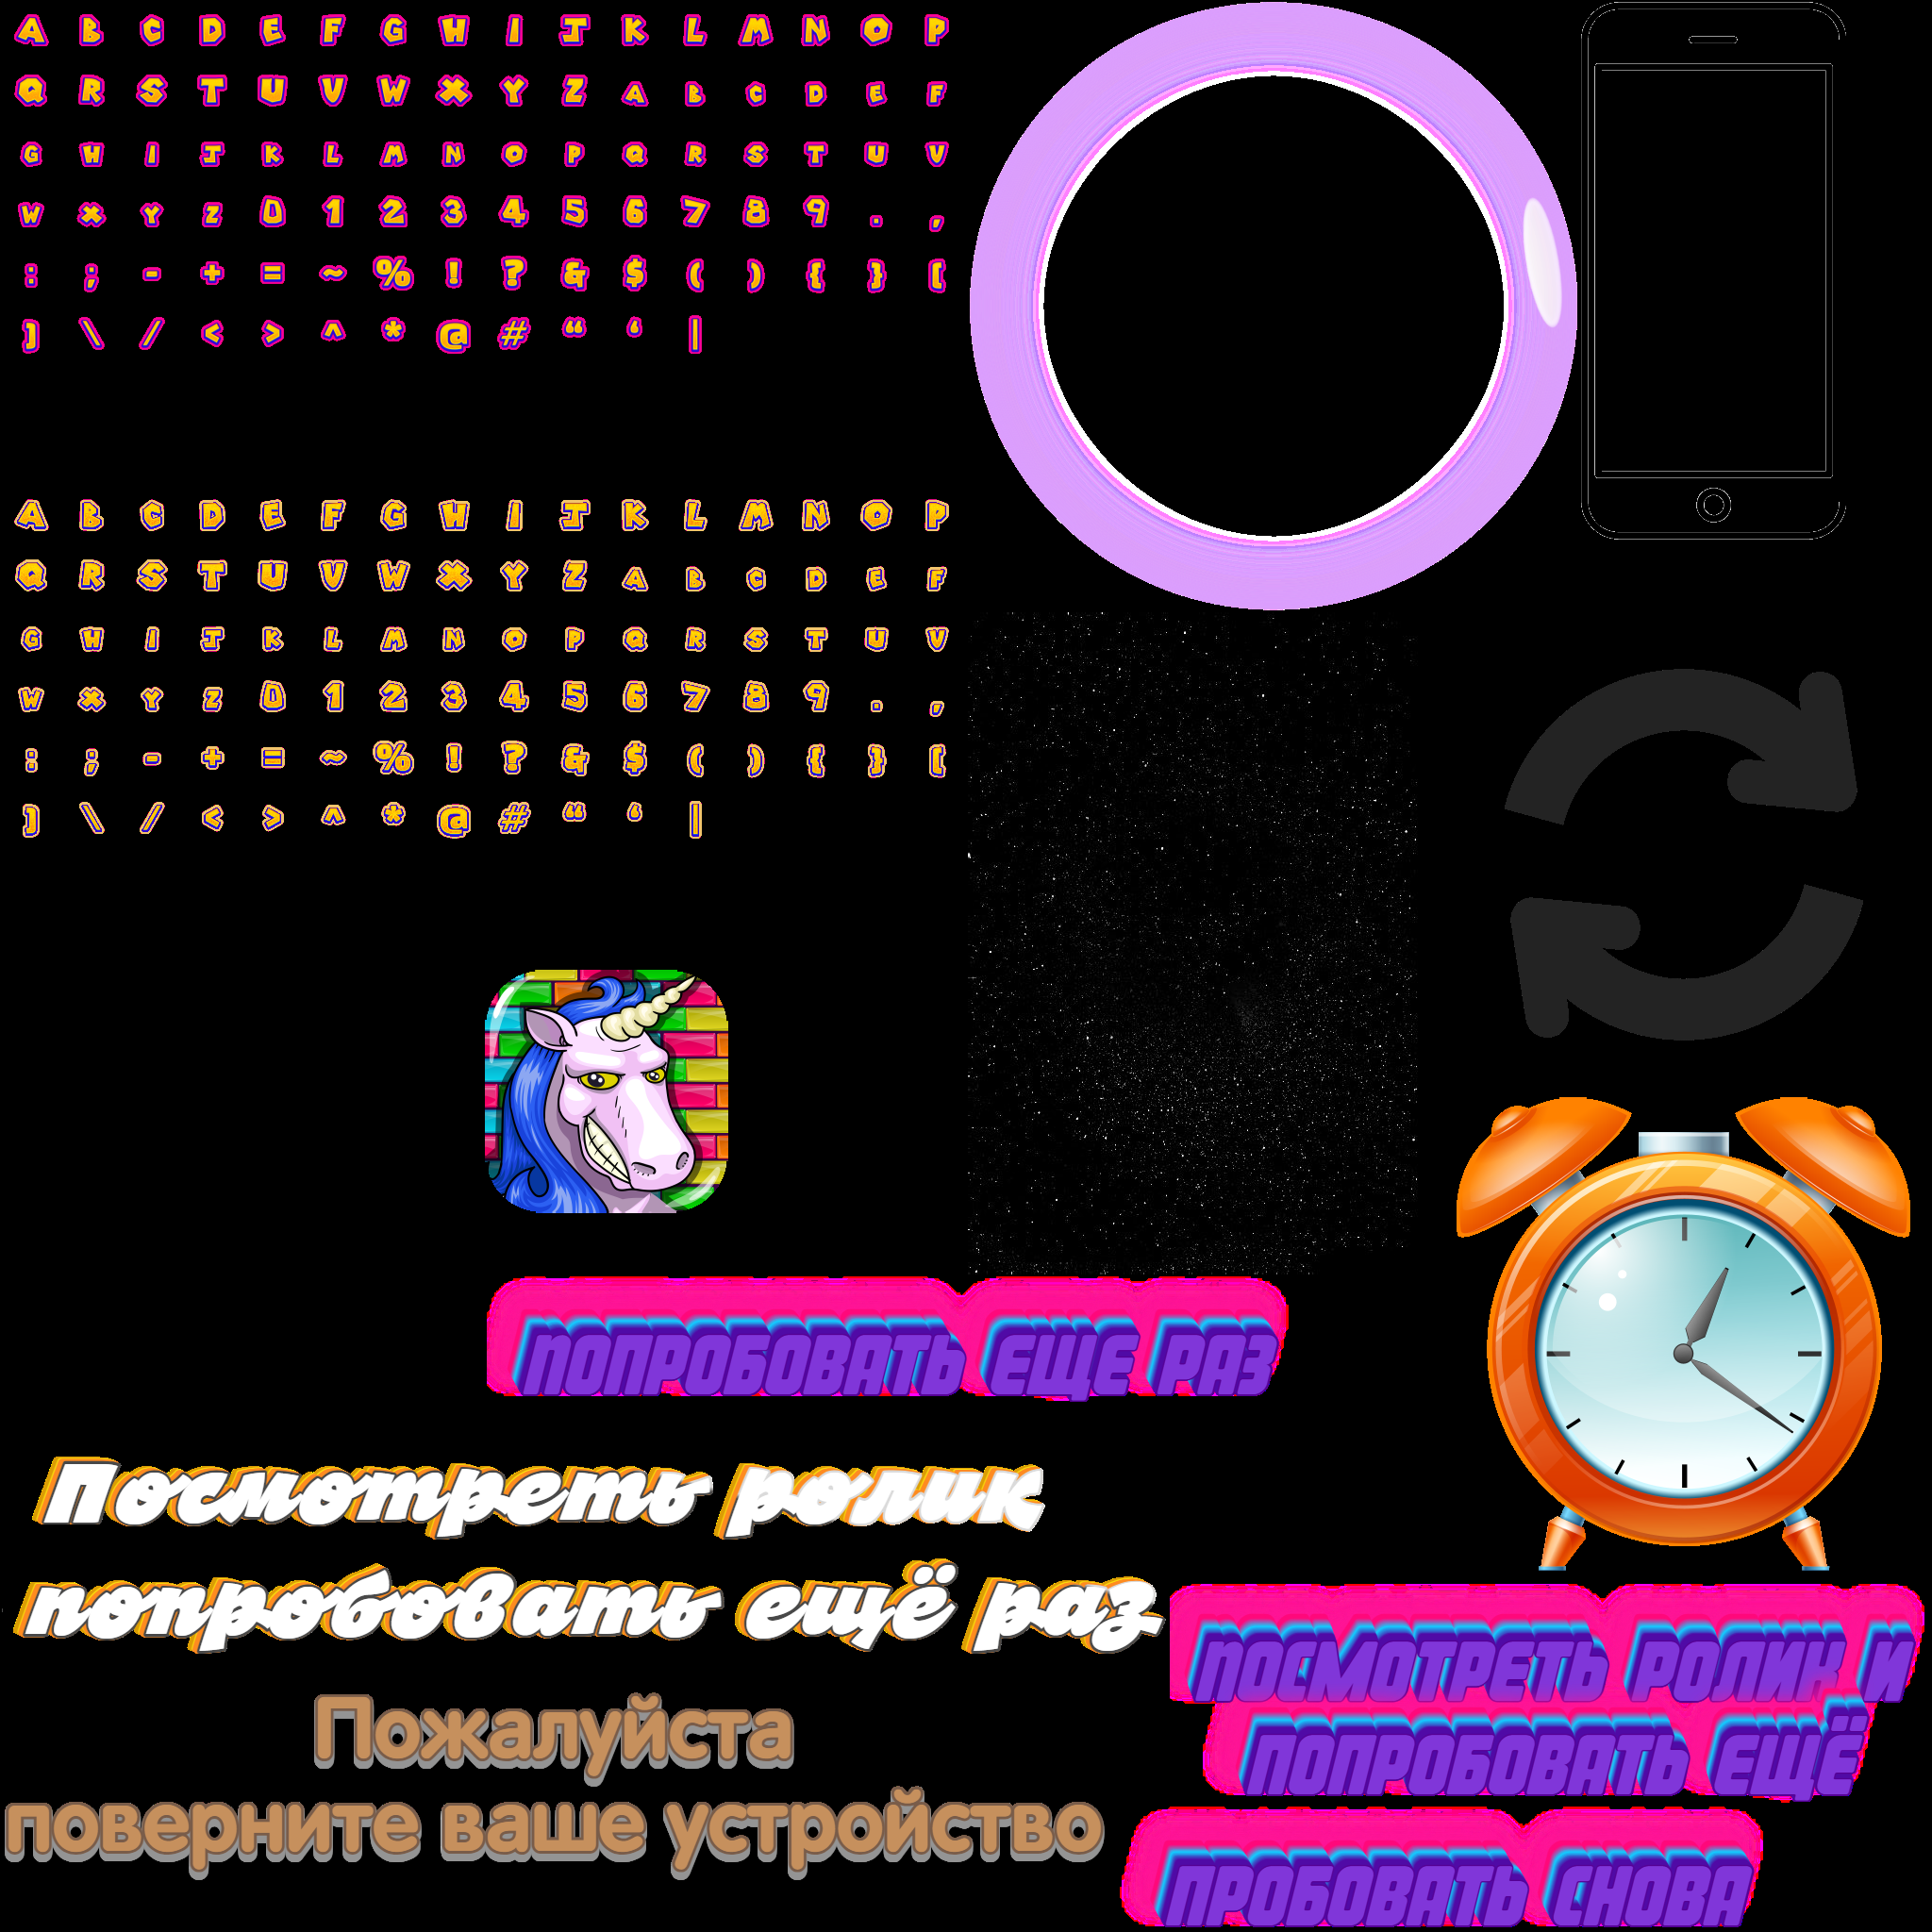 A B C D E F G H I J K L M N O P
Q R S T U V W X Y Z A B C D E F
G H I J K L M N O P Q R S T U V
W X Y Z 0 1 2 3 4 5 6 7 8 9 . ,
: ; - + = ~ % ! ? & $ ( ) { } [
] \ / < > ^ * @ # “ ‘ |
A B C D E F G H I J K L M N O P
Q R S T U V W X Y Z A B C D E F
G H I J K L M N O P Q R S T U V
W X Y Z 0 1 2 3 4 5 6 7 8 9 . ,
: ; - + = ~ % ! ? & $ ( ) { } [
] \ / < > ^ * @ # “ ‘ |
ПОПРОБОВАТЬ ЕЩЕ РАЗ
Посмотреть ролик
попробовать ещё раз
Пожалуйста
поверните ваше устройство
ПОСМОТРЕТЬ РОЛИК И
ПОПРОБОВАТЬ ЕЩЁ
ПРОБОВАТЬ СНОВА